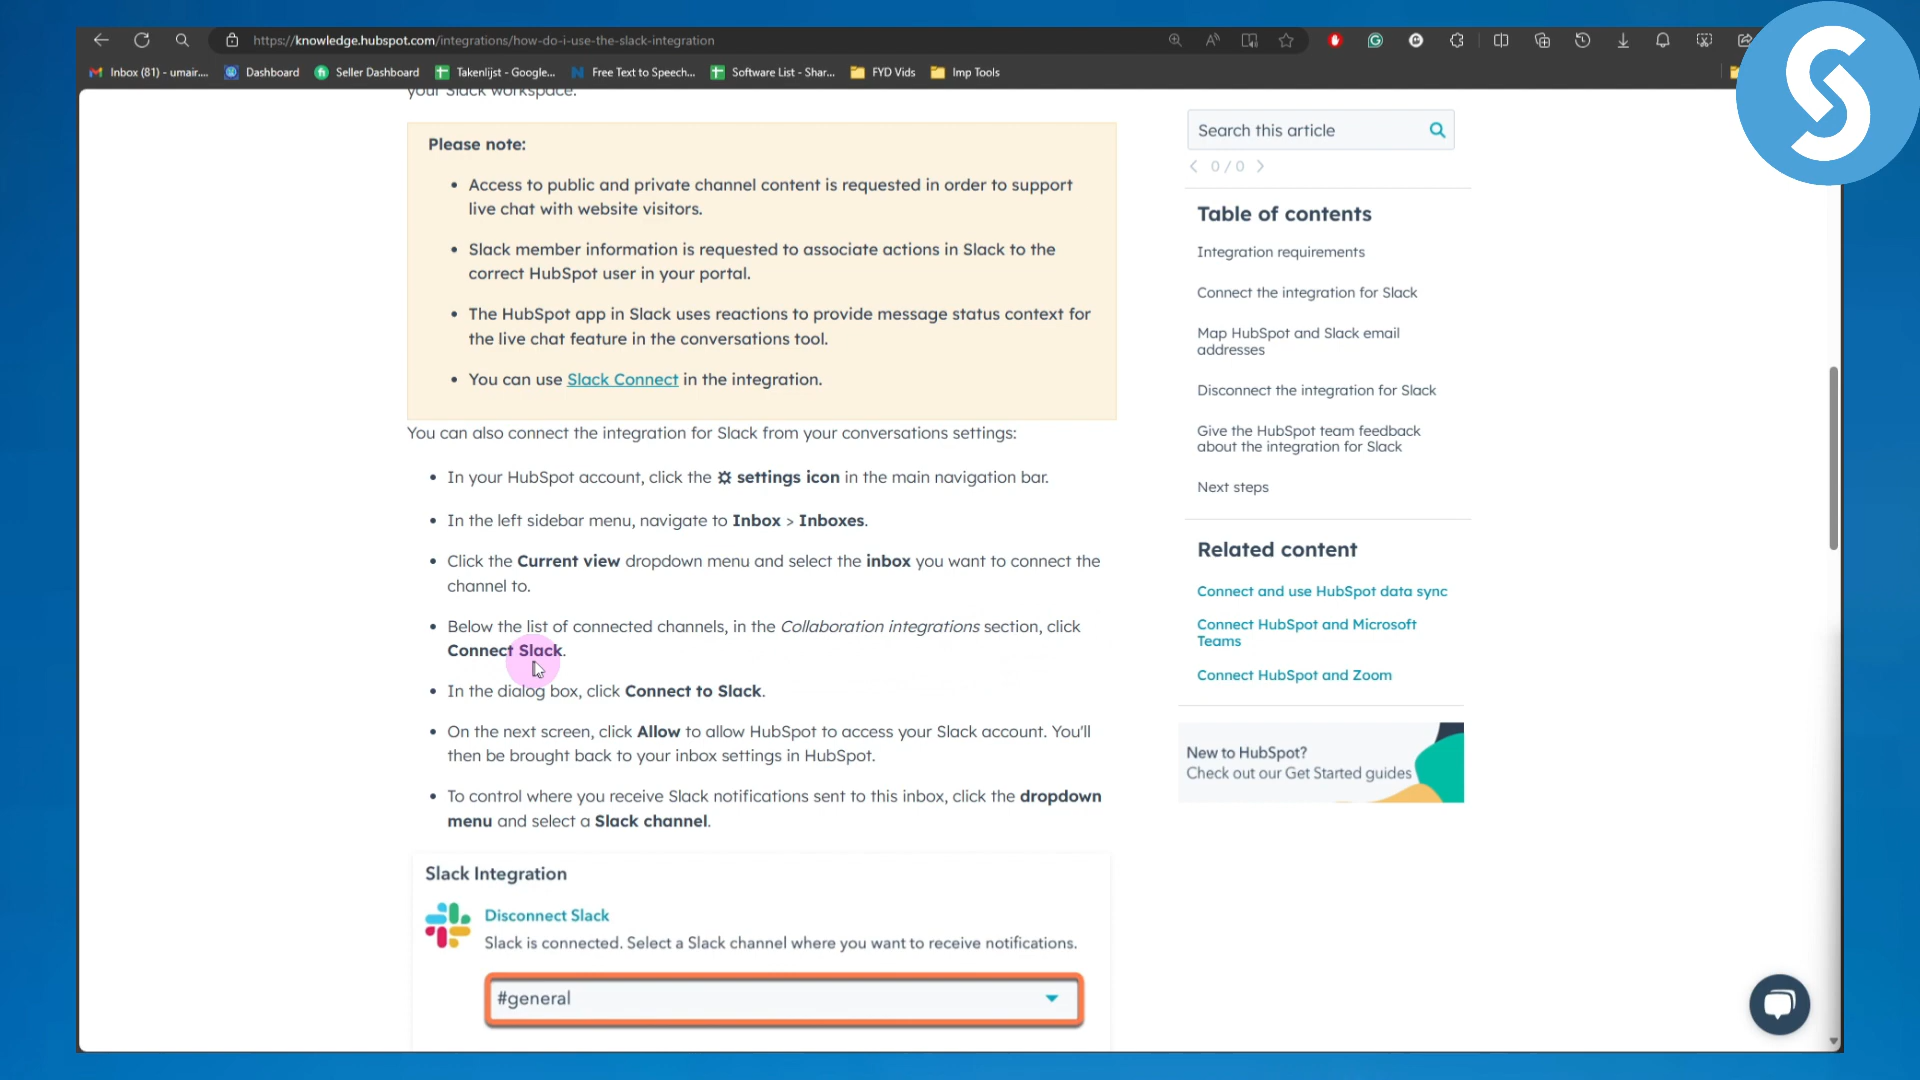 https://knowledge.hubspot.com/integrations/how-do-i-use-the-slack-integration
Inbox (81) - umair....
Dashboard
Seller Dashboard
Takenlijst - Google...
Free Text to Speech...
Software List - Shar...
FYD Vids
Imp Tools
your Slack workspace.
Please note:
• Access to public and private channel content is requested in order to support
live chat with website visitors.
• Slack member information is requested to associate actions in Slack to the
correct HubSpot user in your portal.
• The HubSpot app in Slack uses reactions to provide message status context for
the live chat feature in the conversations tool.
• You can use Slack Connect in the integration.
You can also connect the integration for Slack from your conversations settings:
• In your HubSpot account, click the settings icon in the main navigation bar.
• In the left sidebar menu, navigate to Inbox > Inboxes.
• Click the Current view dropdown menu and select the inbox you want to connect the
channel to.
• Below the list of connected channels, in the Collaboration integrations section, click
Connect Slack.
• In the dialog box, click Connect to Slack.
• On the next screen, click Allow to allow HubSpot to access your Slack account. You'll
then be brought back to your inbox settings in HubSpot.
• To control where you receive Slack notifications sent to this inbox, click the dropdown
menu and select a Slack channel.
Slack Integration
Disconnect Slack
Slack is connected. Select a Slack channel where you want to receive notifications.
#general
Search this article
< 0 / 0 >
Table of contents
Integration requirements
Connect the integration for Slack
Map HubSpot and Slack email
addresses
Disconnect the integration for Slack
Give the HubSpot team feedback
about the integration for Slack
Next steps
Related content
Connect and use HubSpot data sync
Connect HubSpot and Microsoft
Teams
Connect HubSpot and Zoom
New to HubSpot?
Check out our Get Started guides